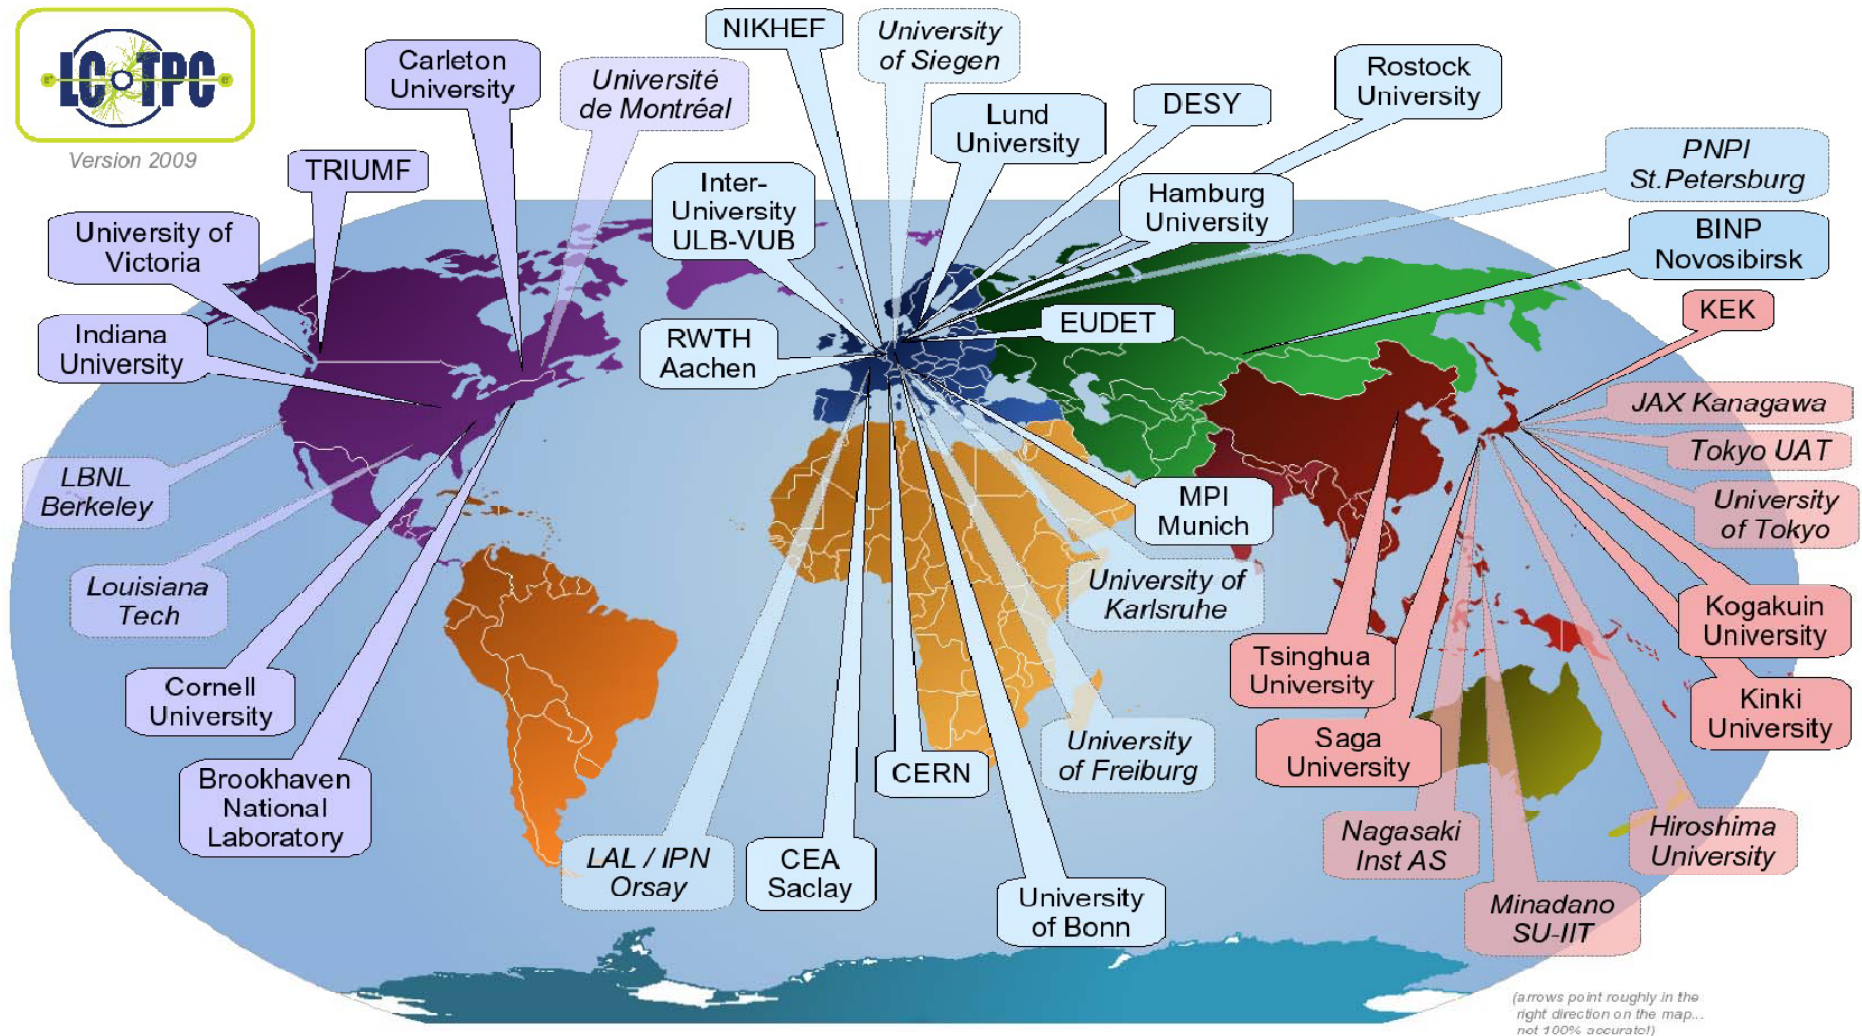 LC TPC
Version 2009
NIKHEF
University
of Siegen
Carleton
University
Université
de Montréal
Lund
University
DESY
Rostock
University
TRIUMF
PNPI
St.Petersburg
Inter-
University
ULB-VUB
Hamburg
University
University of
Victoria
BINP
Novosibirsk
KEK
EUDET
Indiana
University
RWTH
Aachen
JAX Kanagawa
Tokyo UAT
LBNL
Berkeley
MPI
Munich
University
of Tokyo
Louisiana
Tech
University of
Karlsruhe
Kogakuin
University
Tsinghua
University
Cornell
University
Kinki
University
Saga
University
University
of Freiburg
CERN
Brookhaven
National
Laboratory
Nagasaki
Inst AS
Hiroshima
University
LAL / IPN
Orsay
CEA
Saclay
University
of Bonn
Minadano
SU-IIT
(arrows point roughly in the
right direction on the map...
not 100% accurate!)